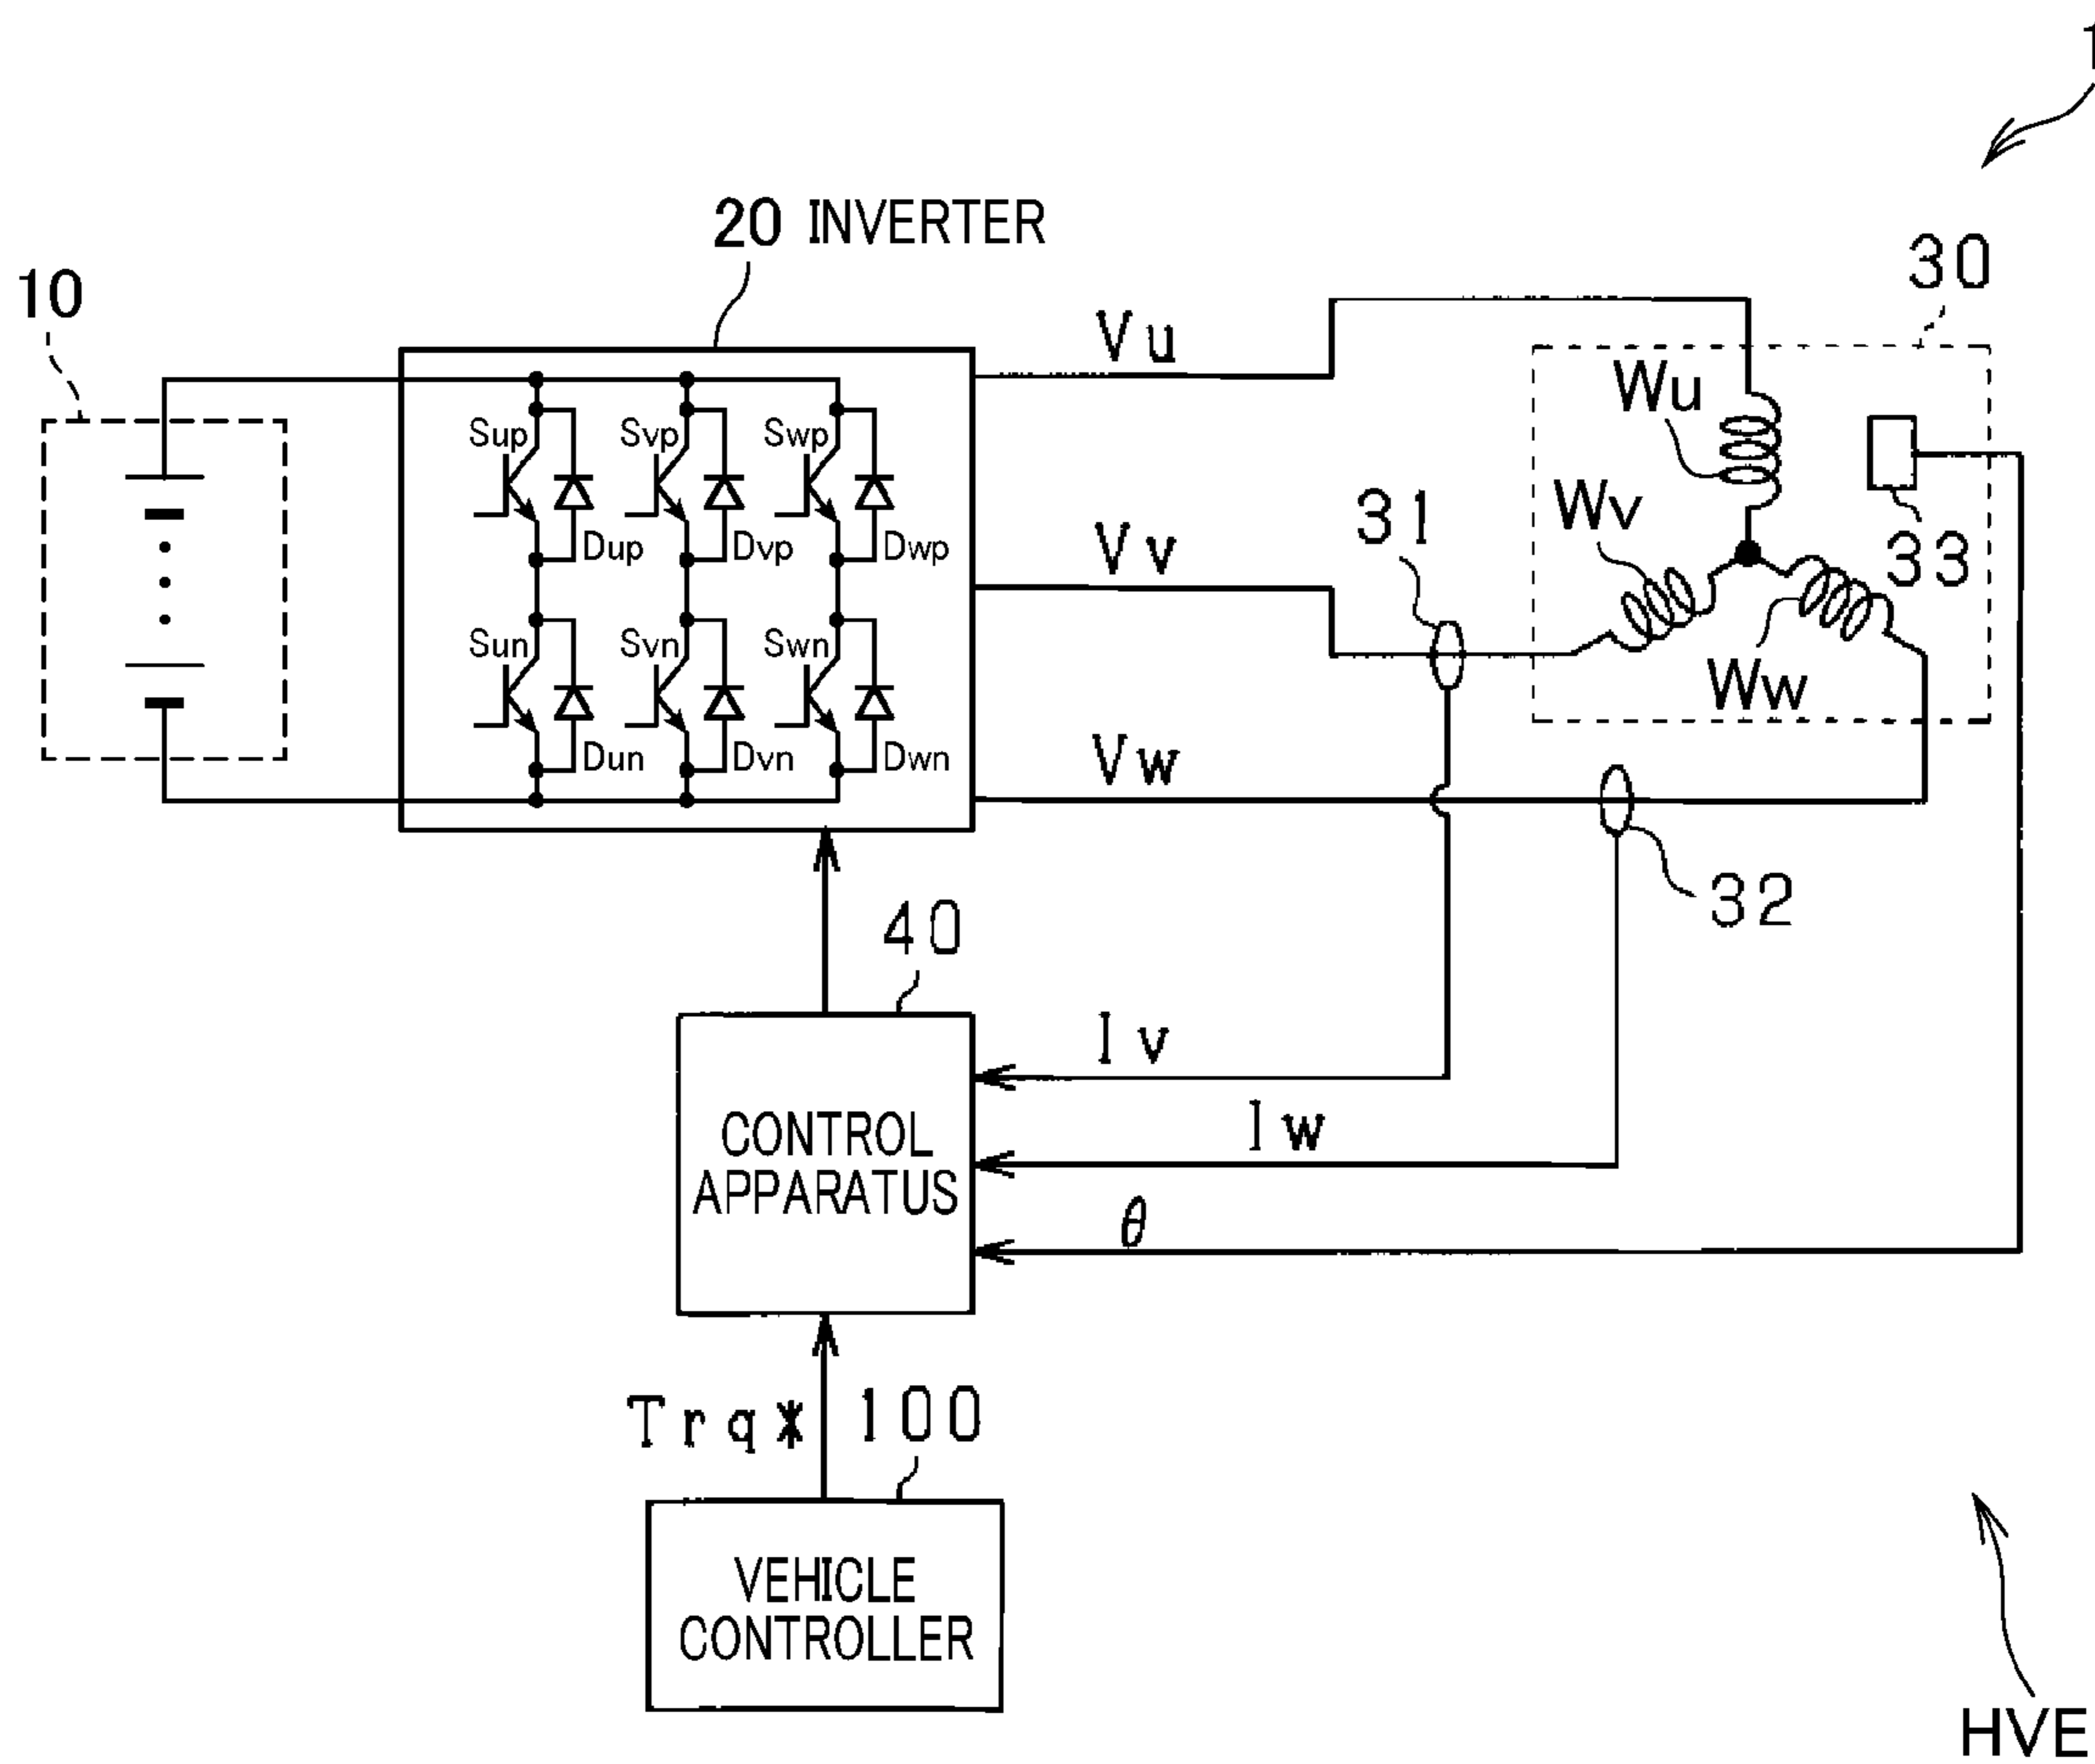 1
20 INVERTER
30
10
Vu
Wu
Sup
Svp
Swp
31
Wv
Vv
33
Dup
Dvp
Dwp
Sun
Svn
Swn
Ww
Vw
Dun
Dvn
Dwn
32
40
Iv
CONTROL
APPARATUS
Iw
θ
Trq*
100
VEHICLE
CONTROLLER
HVE